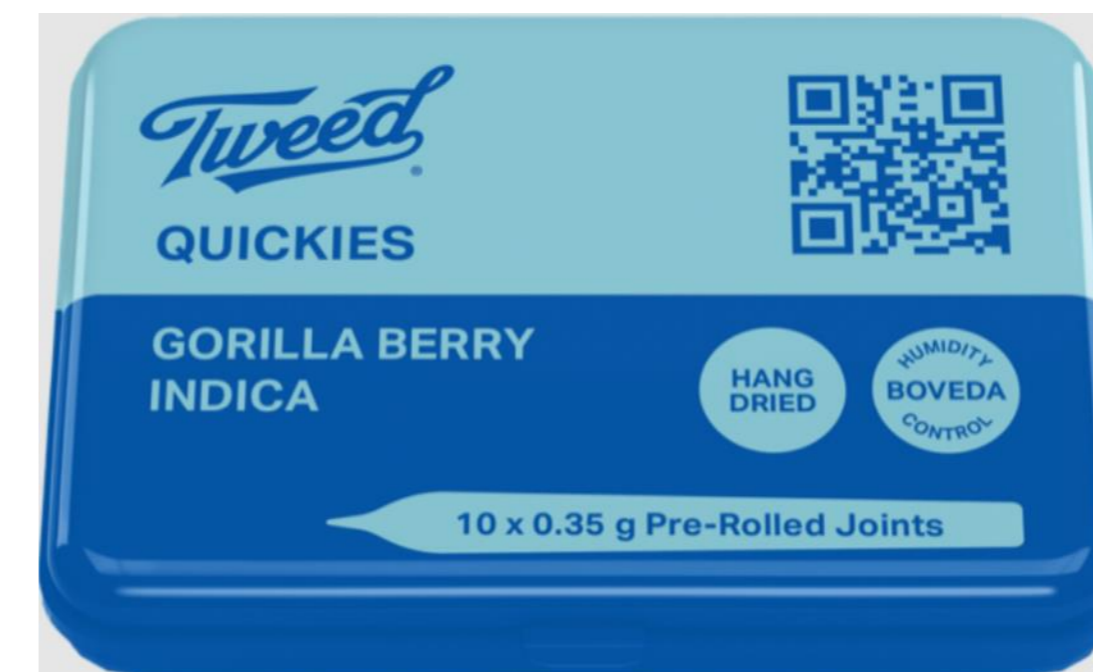 Tweed
QUICKIES
GORILLA BERRY
INDICA
HANG
DRIED
HUMIDITY
BOVEDA
CONTROL
10 x 0.35 g Pre-Rolled Joints